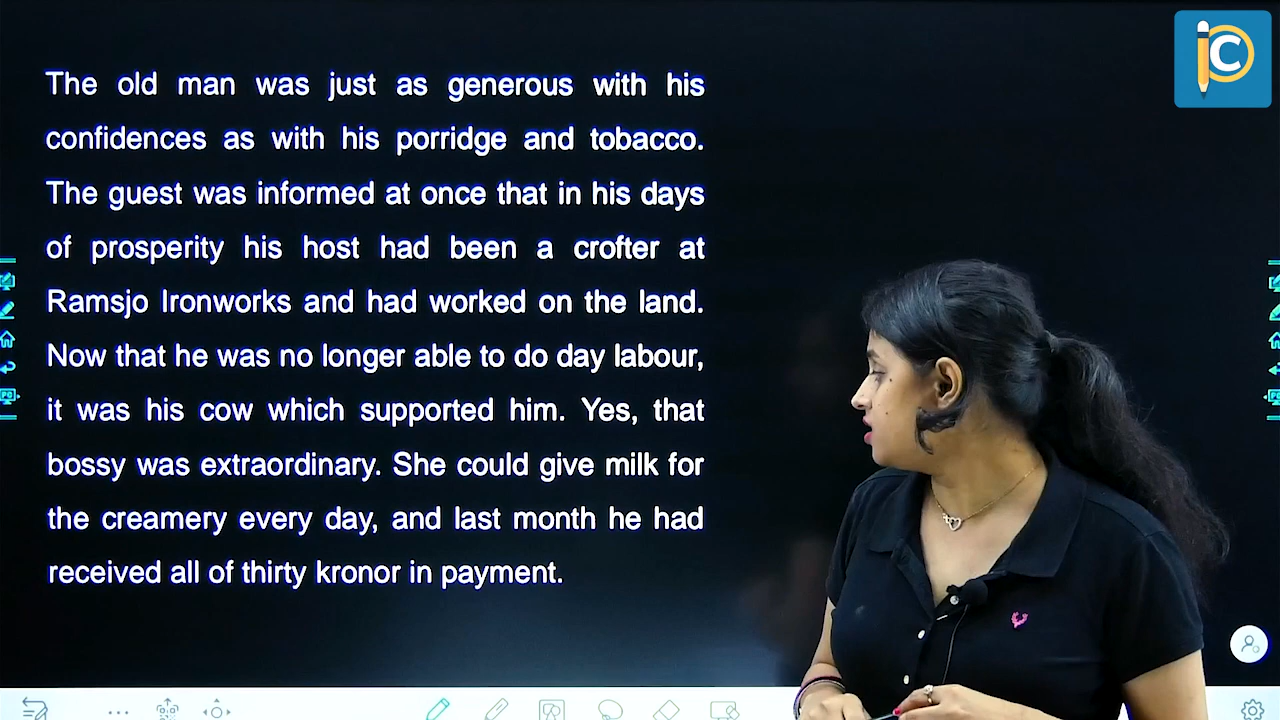 The old man was just as generous with his
confidences as with his porridge and tobacco.
The guest was informed at once that in his days
of prosperity his host had been a crofter at
Ramsjo Ironworks and had worked on the land.
Now that he was no longer able to do day labour,
it was his cow which supported him. Yes, that
bossy was extraordinary. She could give milk for
the creamery every day, and last month he had
received all of thirty kronor in payment.
PC